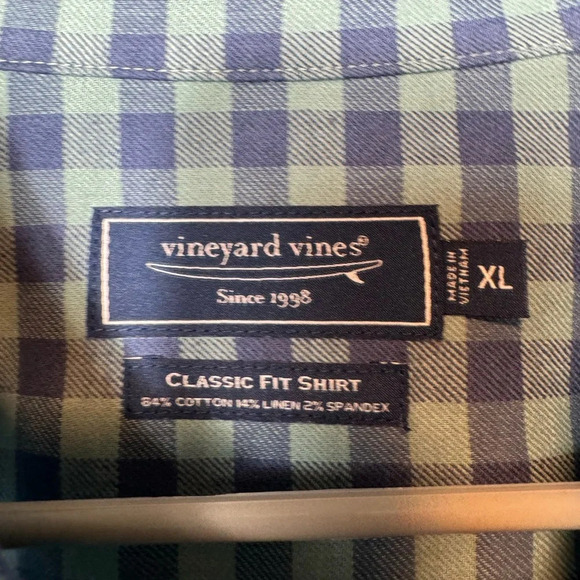 vineyard vines®
Since 1998
MADE IN
VIETNAM
XL
CLASSIC FIT SHIRT
84% COTTON 14% LINEN 2% SPANDEX